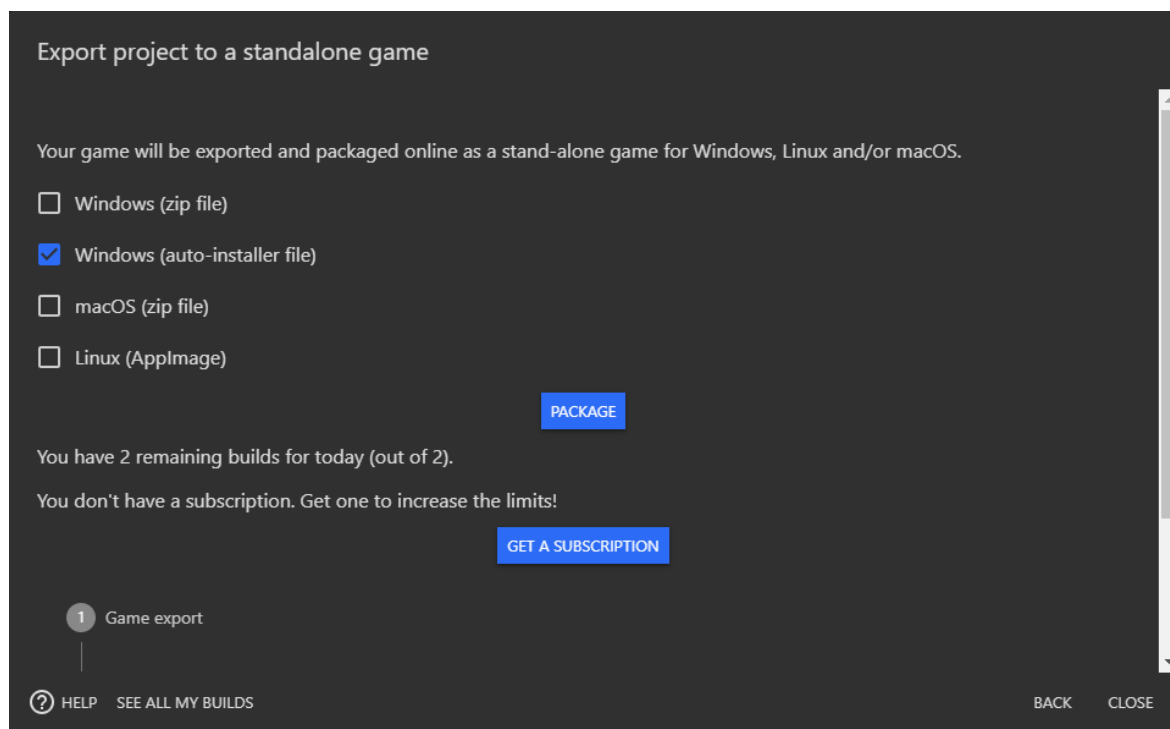 Export project to a standalone game
Your game will be exported and packaged online as a stand-alone game for Windows, Linux and/or macOS.
Windows (zip file)
Windows (auto-installer file)
macOS (zip file)
Linux (AppImage)
PACKAGE
You have 2 remaining builds for today (out of 2).
You don't have a subscription. Get one to increase the limits!
GET A SUBSCRIPTION
1 Game export
? HELP SEE ALL MY BUILDS BACK CLOSE